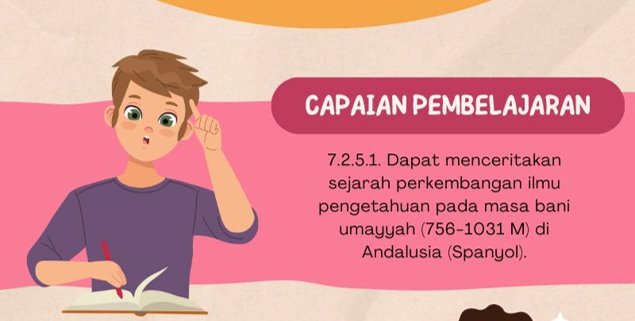 CAPAIAN PEMBELAJARAN
7.2.5.1. Dapat menceritakan
sejarah perkembangan ilmu
pengetahuan pada masa bani
umayyah (756-1031 M) di
Andalusia (Spanyol).